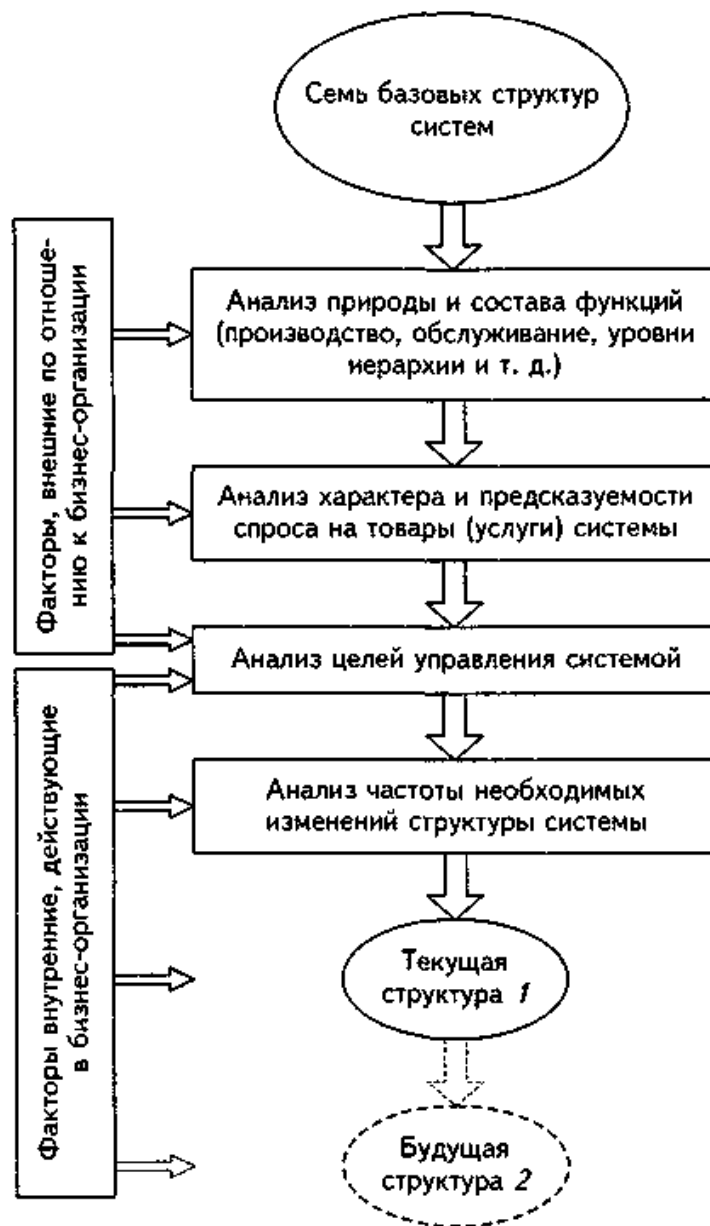 Семь базовых структур
систем
Факторы, внешние по отноше-
нию к бизнес-организации
Анализ природы и состава функций
(производство, обслуживание, уровни
иерархии и т. д.)
Анализ характера и предсказуемости
спроса на товары (услуги) системы
Анализ целей управления системой
Факторы внутренние, действующие
в бизнес-организации
Анализ частоты необходимых
изменений структуры системы
Текущая
структура 1
Будущая
структура 2